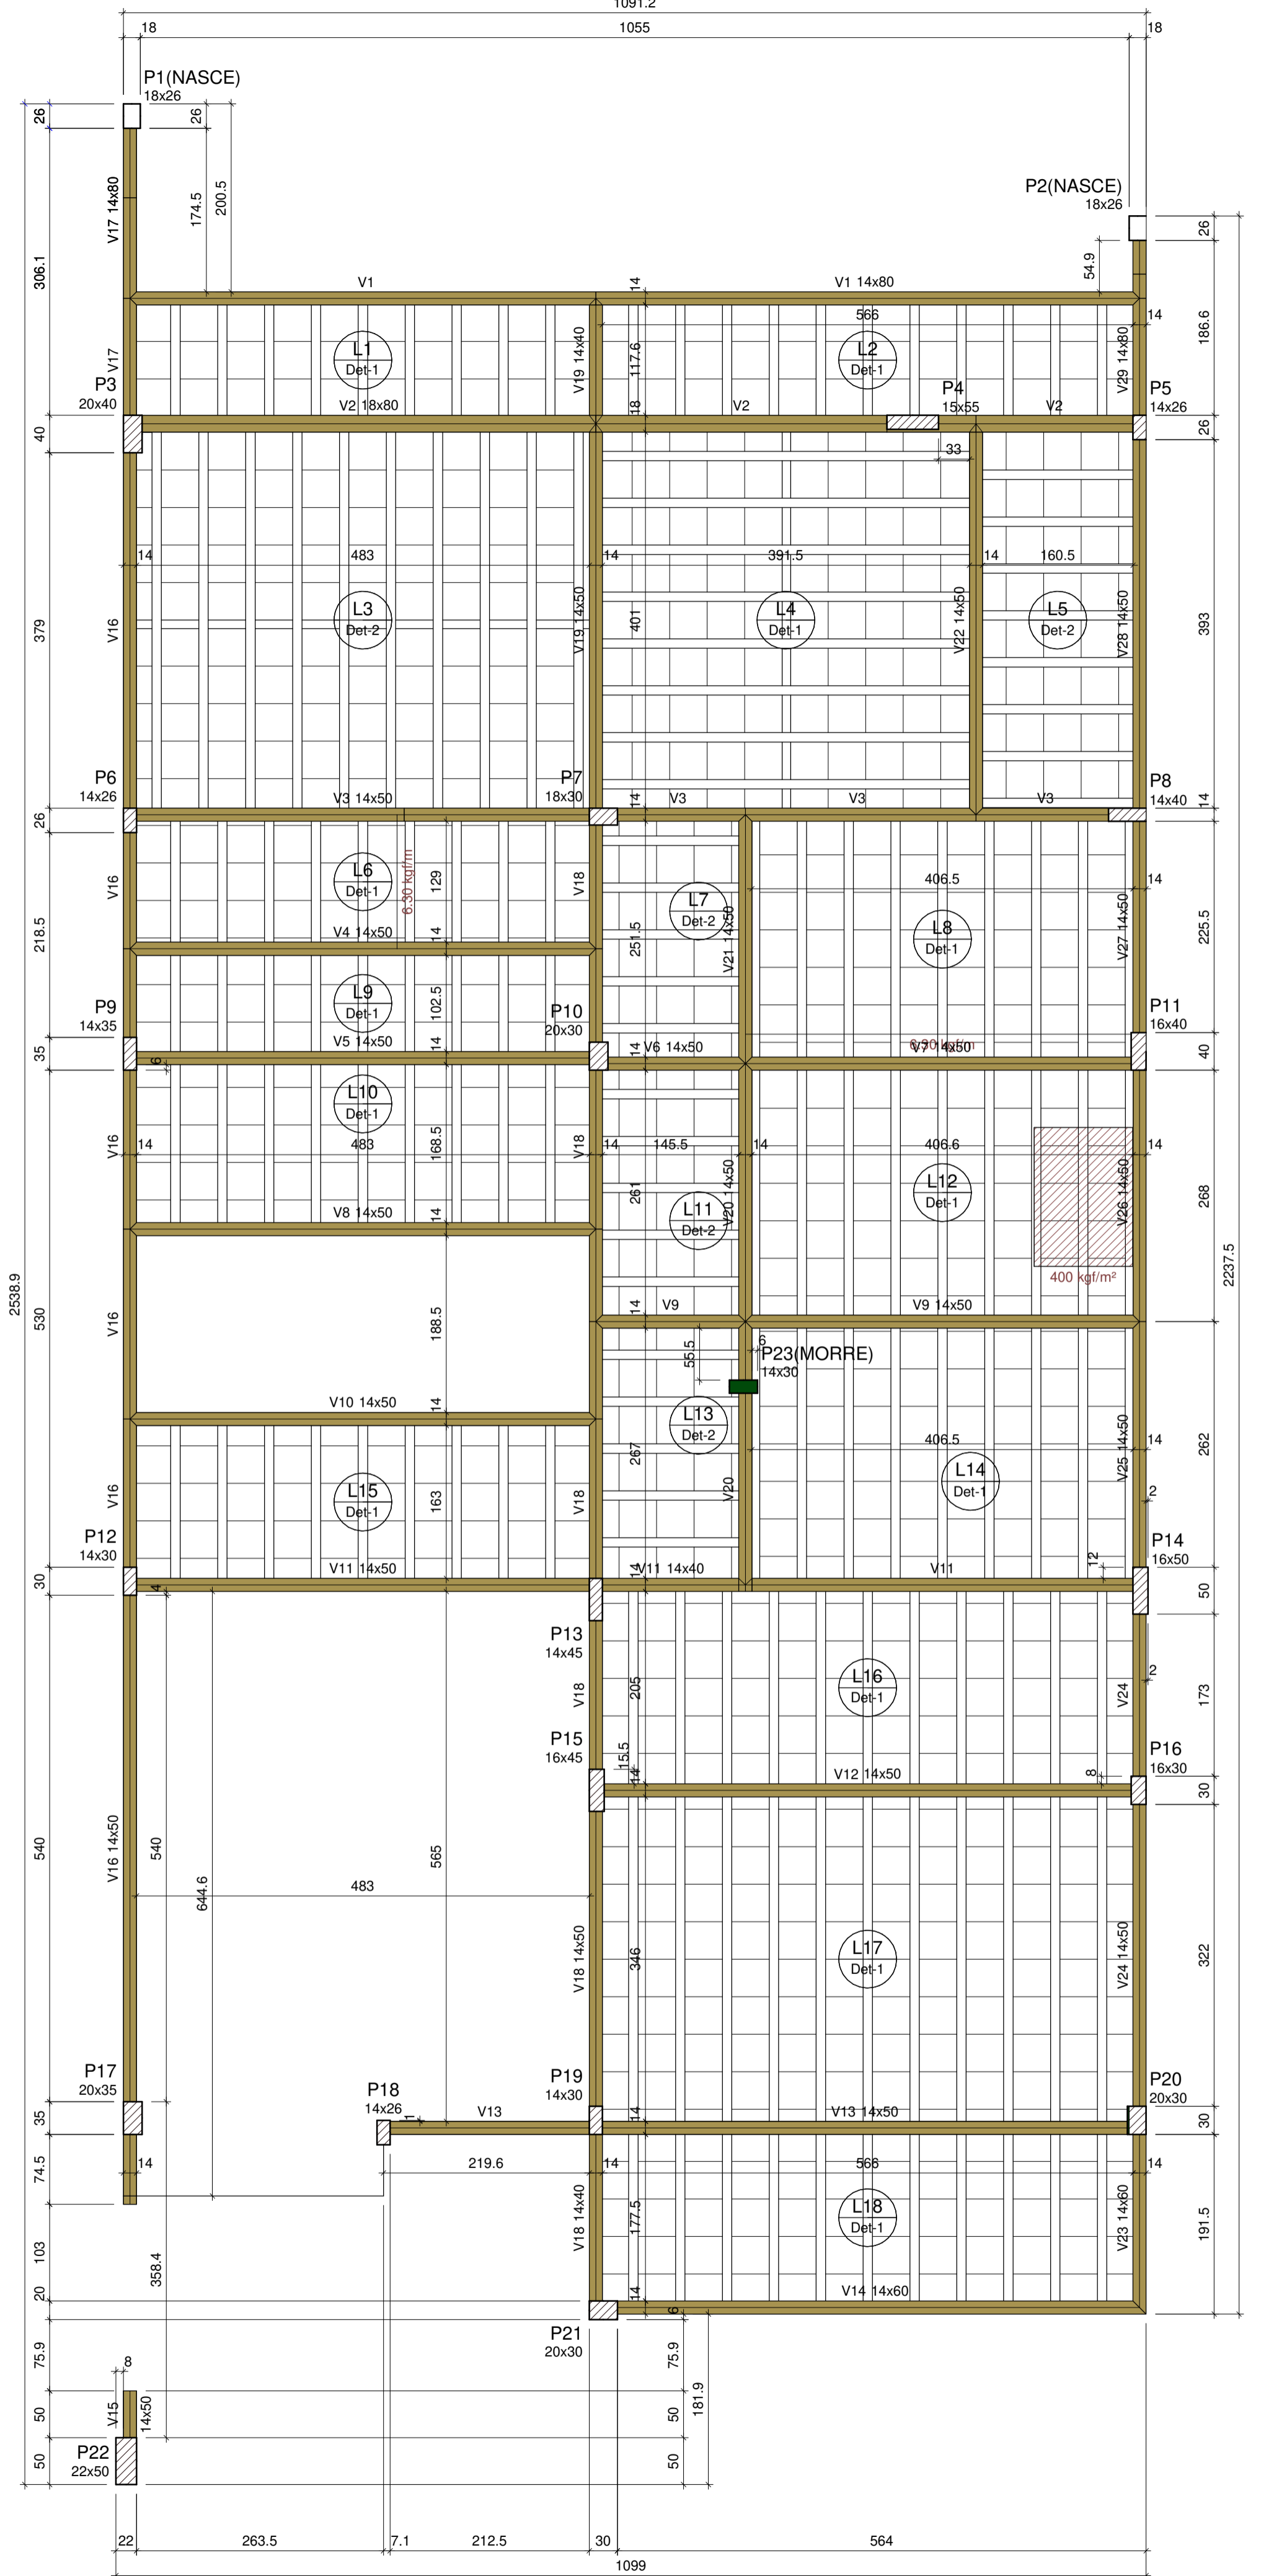 1091.2
18 1055 18
P1(NASCE)
18x26
26
26
174.5
200.5
V17 14x80
306.1
P2(NASCE)
18x26
26
54.9
V1
14
V1 14x80
566
14
186.6
V17
L1
Det-1
V19 14x40
117.6
L2
Det-1
V29 14x80
P3
20x40
V2 18x80
18
V2
P4
15x55
V2
P5
14x26
40
26
33
14 483 14 391.5 14 160.5
379
V16
L3
Det-2
V19 14x50
401
L4
Det-1
V22 14x50
L5
Det-2
V28 14x50
393
P6
14x26
V3 14x50
P7
18x30
14
V3
V3
V3
P8
14x40
14
26
V16
L6
Det-1
6.30 kgf/m
129
V18
L7
Det-2
251.5
V21 14x50
406.5
14
L8
Det-1
V27 14x50
225.5
218.5
V4 14x50
14
P9
14x35
L9
Det-1
102.5
P10
20x30
P11
16x40
V5 14x50
14
14
V6 14x50
V7 14x50
35
6
40
L10
Det-1
V16
14 483
168.5
V18
14 145.5 14 406.6 14
261
L11
Det-2
V20 14x50
L12
Det-1
V26 14x50
268
V8 14x50
14
400 kgf/m²
2538.9
2237.5
530
V16
188.5
14
V9
V9 14x50
55.5
6
P23(MORRE)
14x30
V10 14x50
14
L13
Det-2
267
406.5
14
V25 14x50
262
V16
L15
Det-1
163
V18
V20
L14
Det-1
2
P12
14x30
V11 14x50
14
V11 14x40
V11
12
P14
16x50
30
4
50
P13
14x45
V18
205
L16
Det-1
V24
2
173
P15
16x45
15.5
14
V12 14x50
8
P16
16x30
30
540
V16 14x50
540
644.6
565
483
V18 14x50
346
L17
Det-1
V24 14x50
322
P17
20x35
P18
14x26
1
V13
P19
14x30
14
V13 14x50
P20
20x30
35
30
74.5
14
219.6 14 566 14
V18 14x40
177.5
L18
Det-1
V23 14x60
191.5
103
358.4
20
14
V14 14x60
6
P21
20x30
75.9
75.9
181.9
8
50
V15
14x50
50
P22
22x50
50
50
22 263.5 7.1 212.5 30 564
1099